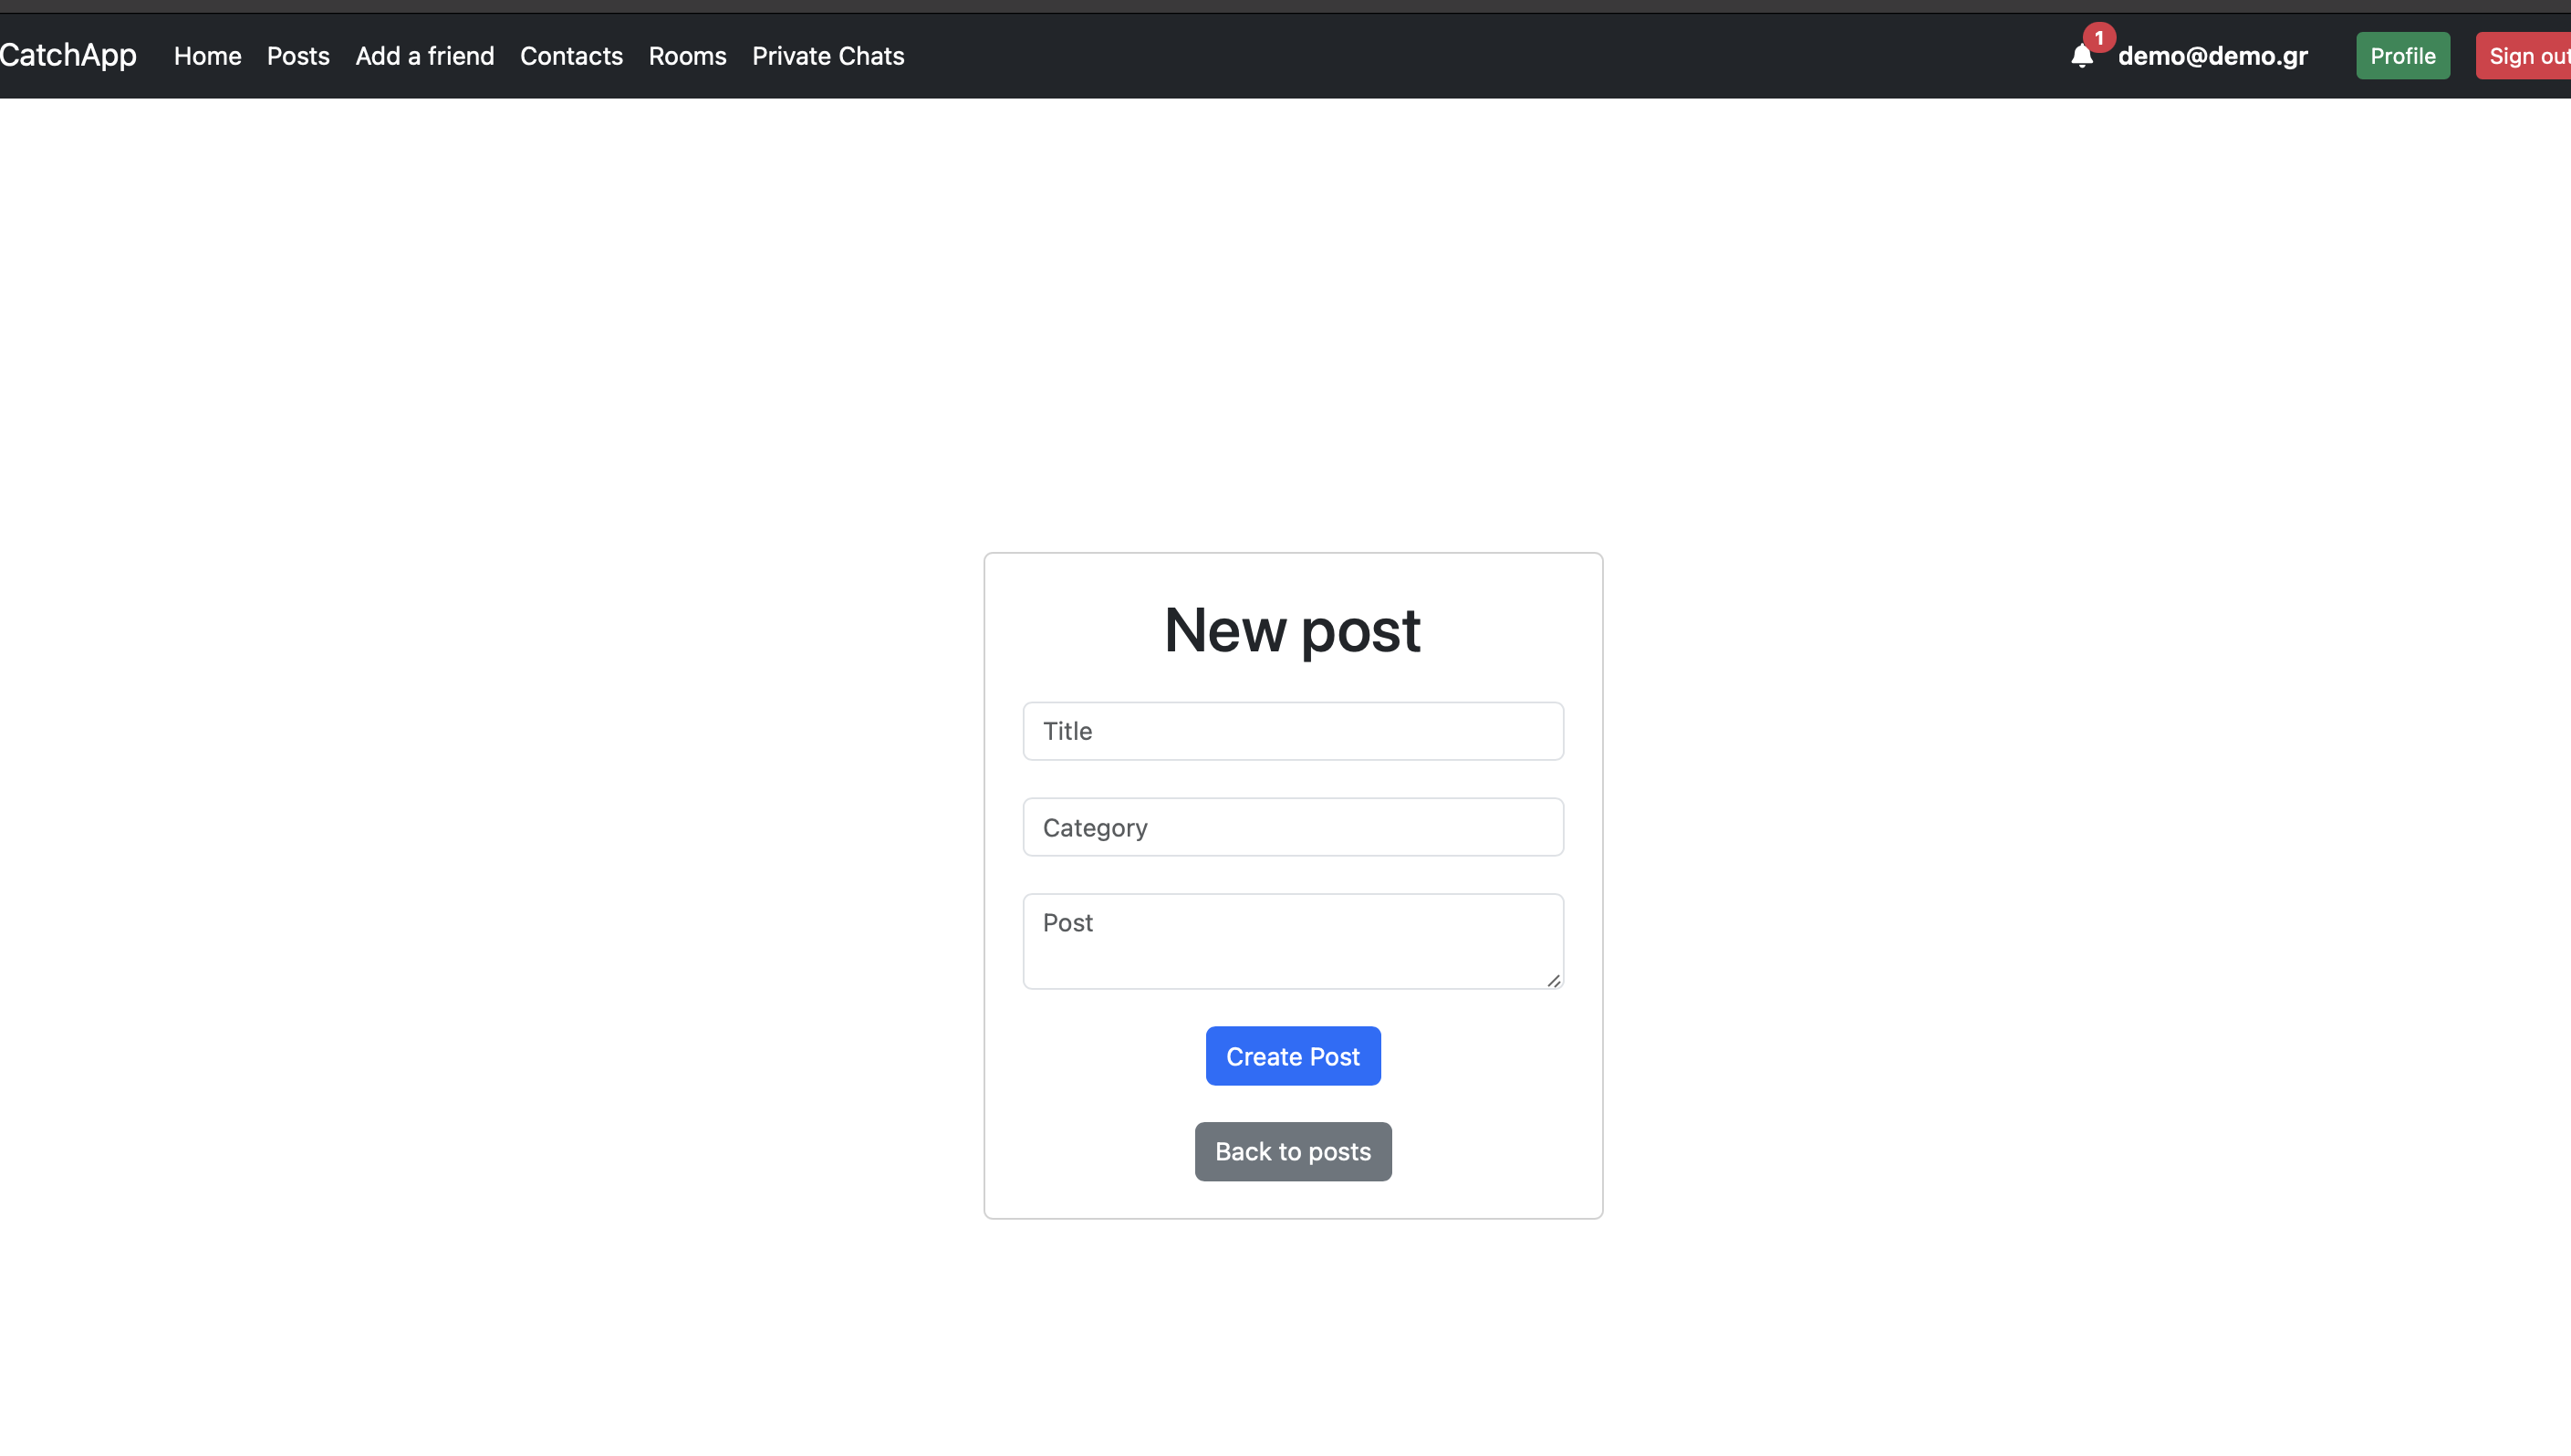 CatchApp Home Posts Add a friend Contacts Rooms Private Chats 1 demo@demo.gr Profile Sign out
New post
Title
Category
Post
Create Post
Back to posts